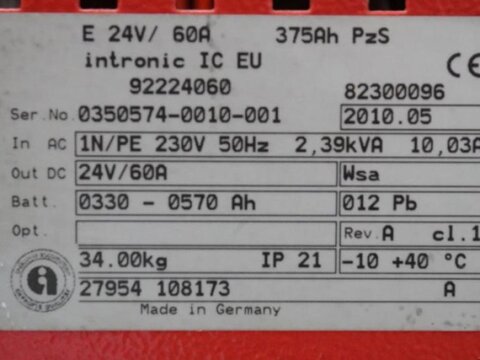 E 24V/ 60A 375Ah PzS
intronic IC EU CE
92224060 82300096
Ser.No. 0350574-0010-001 2010.05
In AC 1N/PE 230V 50Hz 2,39kVA 10,03A
Out DC 24V/60A Wsa
Batt. 0330 - 0570 Ah 012 Pb
Opt. Rev. A cl.1
34.00kg IP 21 -10 +40 °C
27954 108173 A
Made in Germany